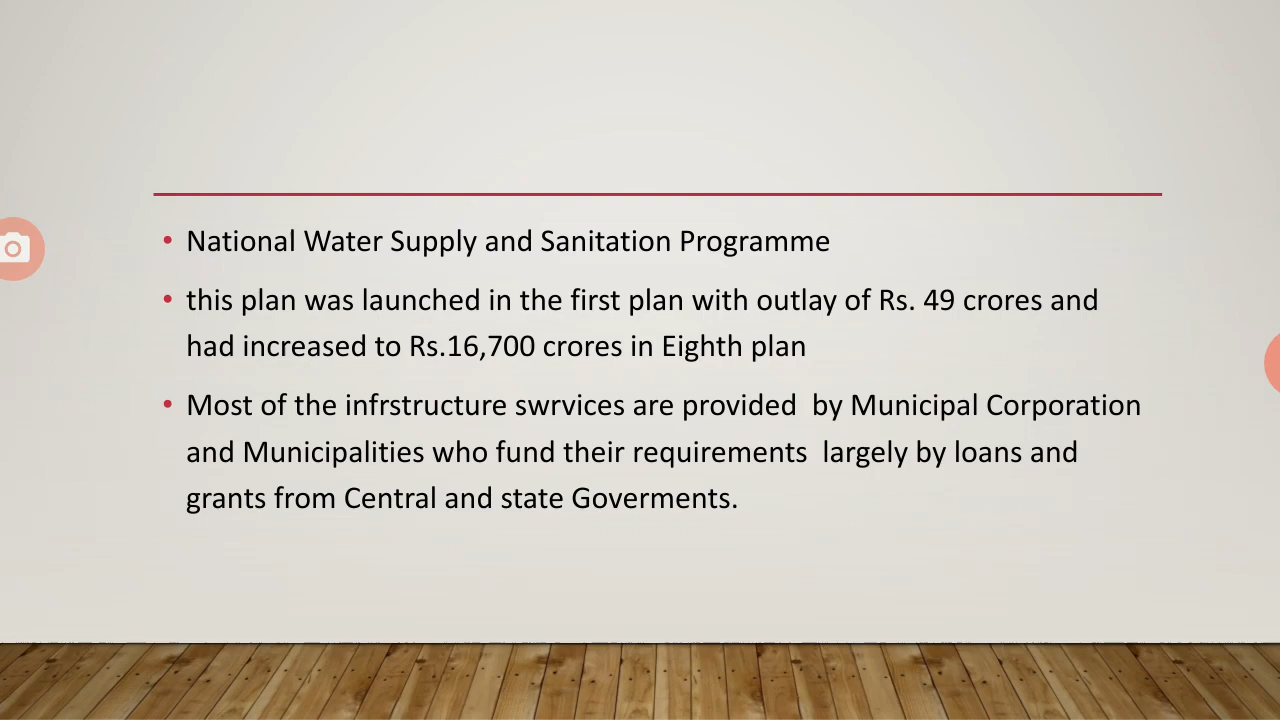 • National Water Supply and Sanitation Programme
• this plan was launched in the first plan with outlay of Rs. 49 crores and
had increased to Rs.16,700 crores in Eighth plan
• Most of the infrstructure swrvices are provided  by Municipal Corporation
and Municipalities who fund their requirements  largely by loans and
grants from Central and state Goverments.